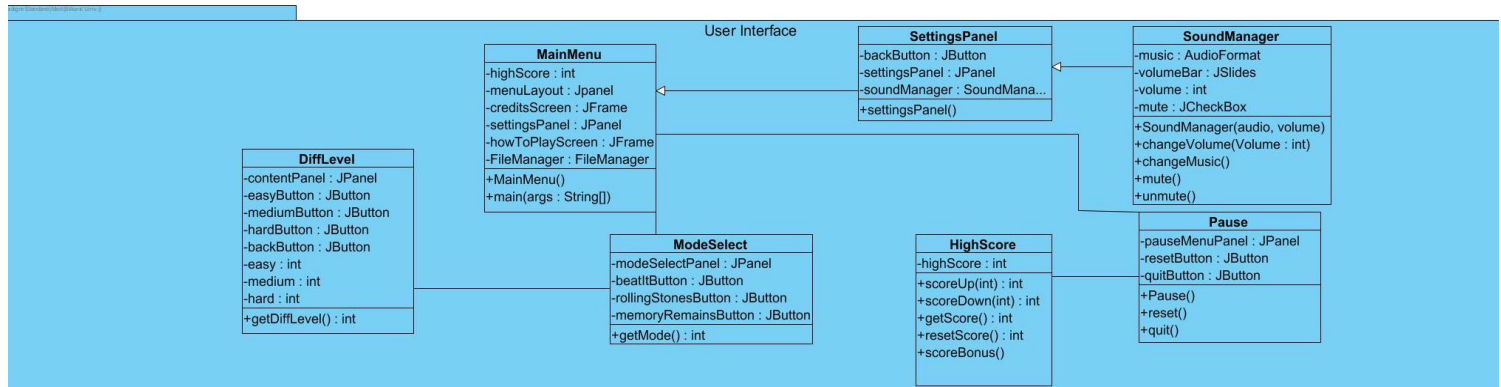 User Interface
MainMenu
-highScore : int
-menuLayout : Jpanel
-creditsScreen : JFrame
-settingsPanel : JPanel
-howToPlayScreen : JFrame
-FileManager : FileManager
+MainMenu()
+main(args : String[])
SettingsPanel
-backButton : JButton
-settingsPanel : JPanel
-soundManager : SoundMana...
+settingsPanel()
SoundManager
-music : AudioFormat
-volumeBar : JSlides
-volume : int
-mute : JCheckBox
+SoundManager(audio, volume)
+changeVolume(Volume : int)
+changeMusic()
+mute()
+unmute()
DiffLevel
-contentPanel : JPanel
-easyButton : JButton
-mediumButton : JButton
-hardButton : JButton
-backButton : JButton
-easy : int
-medium : int
-hard : int
+getDiffLevel() : int
ModeSelect
-modeSelectPanel : JPanel
-beatItButton : JButton
-rollingStonesButton : JButton
-memoryRemainsButton : JButton
+getMode() : int
HighScore
-highScore : int
+scoreUp(int) : int
+scoreDown(int) : int
+getScore() : int
+resetScore() : int
+scoreBonus()
Pause
-pauseMenuPanel : JPanel
-resetButton : JButton
-quitButton : JButton
+Pause()
+reset()
+quit()